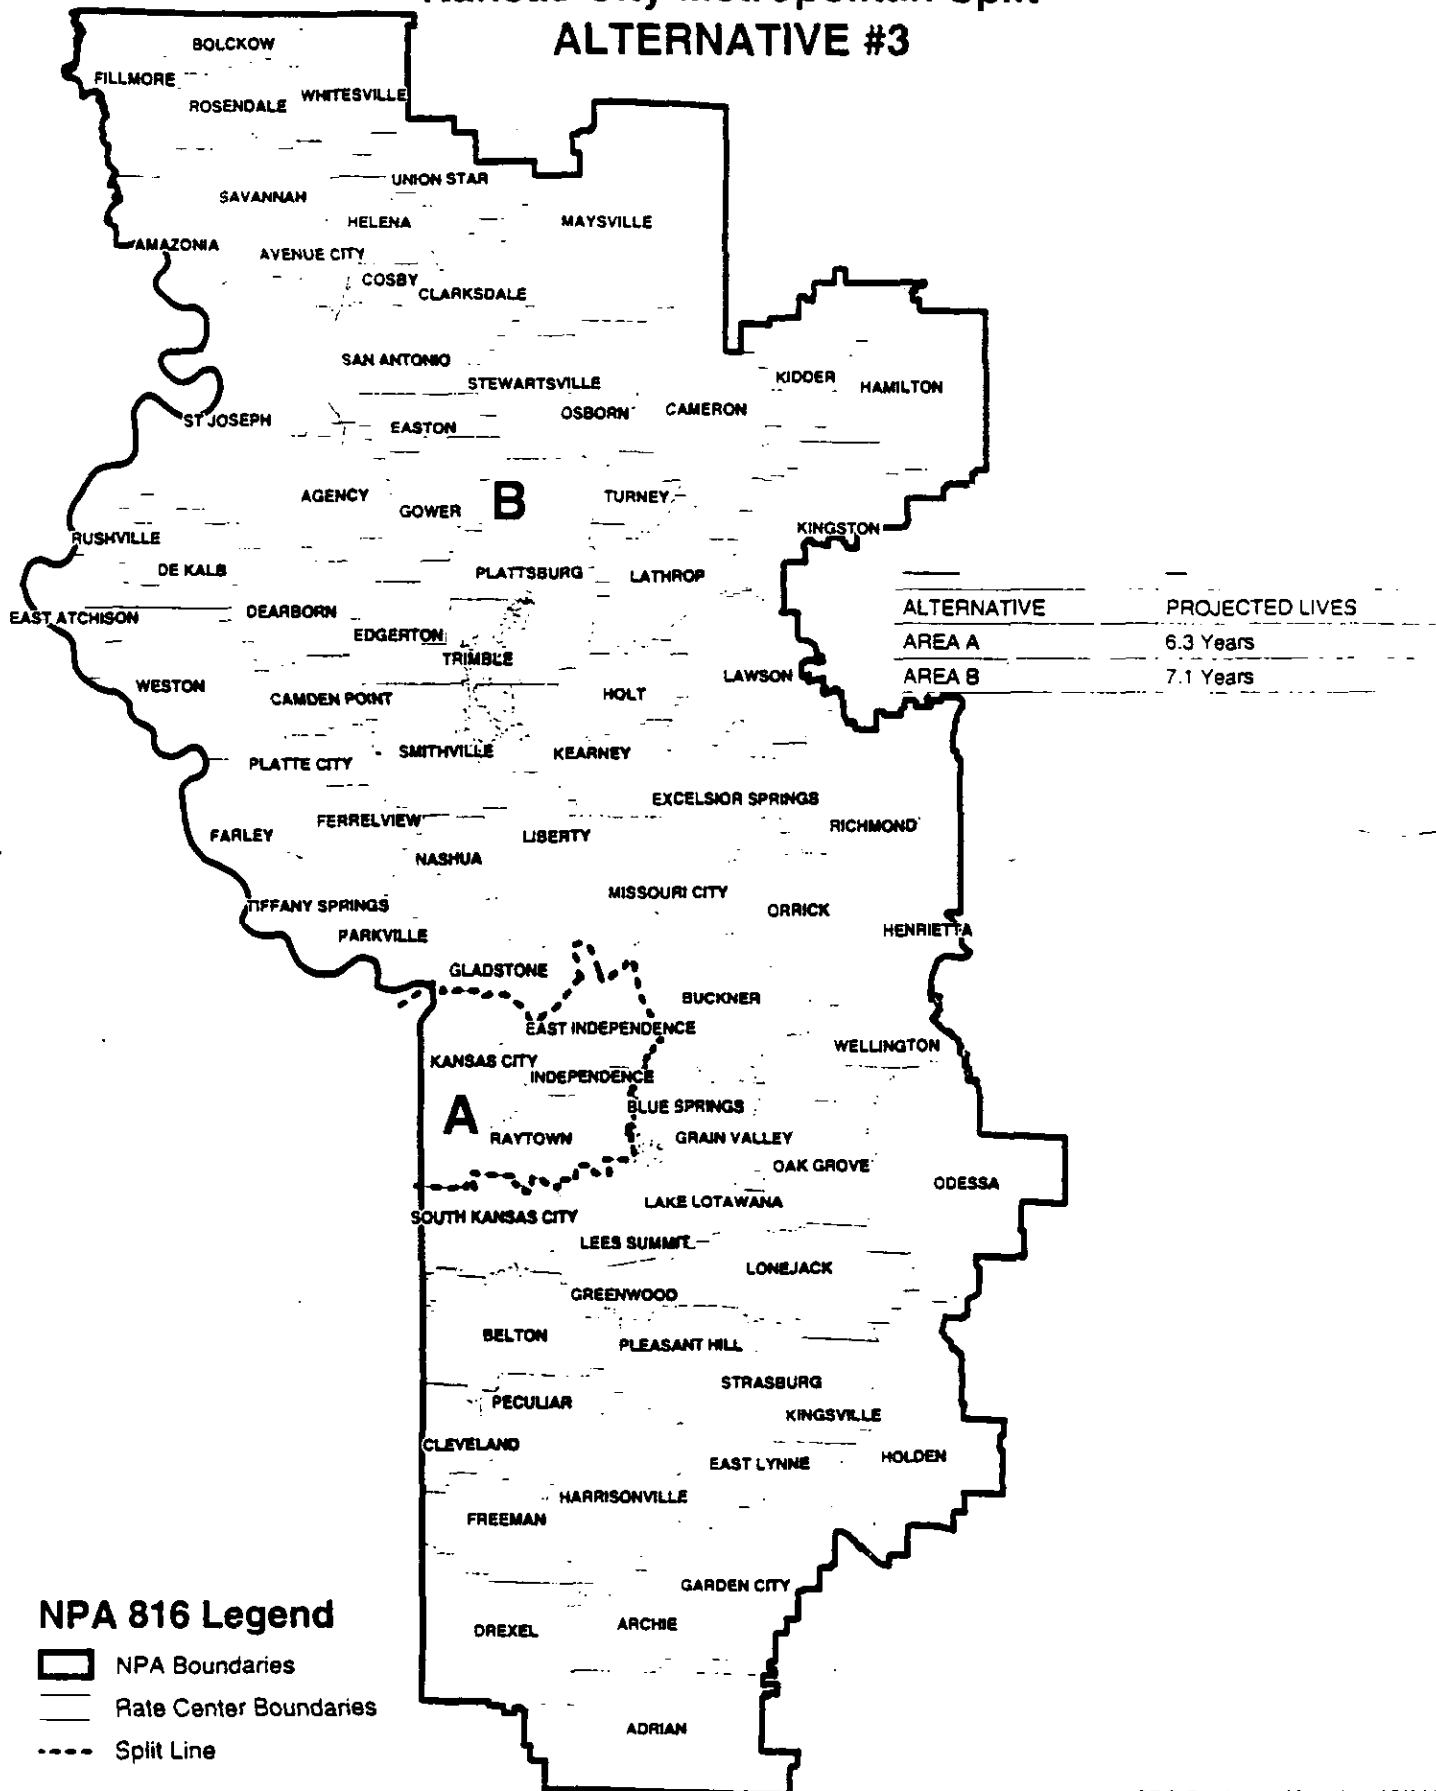 Kansas City Metropolitan Split
ALTERNATIVE #3
BOLCKOW
FILLMORE
ROSENDALE
WHITESVILLE
UNION STAR
SAVANNAH
HELENA
MAYSVILLE
AMAZONIA
AVENUE CITY
COSBY
CLARKSDALE
SAN ANTONIO
STEWARTSVILLE
KIDDER
HAMILTON
OSBORN
CAMERON
ST JOSEPH
EASTON
AGENCY
GOWER
B
TURNEY
KINGSTON
RUSHVILLE
DE KALB
PLATTSBURG
LATHROP
EAST ATCHISON
DEARBORN
EDGERTON
TRIMBLE
ALTERNATIVE PROJECTED LIVES
AREA A 6.3 Years
AREA B 7.1 Years
WESTON
CAMDEN POINT
HOLT
LAWSON
PLATTE CITY
SMITHVILLE
KEARNEY
EXCELSIOR SPRINGS
FARLEY
FERRELVIEW
LIBERTY
RICHMOND
NASHUA
MISSOURI CITY
TIFFANY SPRINGS
ORRICK
PARKVILLE
HENRIETTA
GLADSTONE
BUCKNER
EAST INDEPENDENCE
WELLINGTON
KANSAS CITY
INDEPENDENCE
BLUE SPRINGS
A
RAYTOWN
GRAIN VALLEY
OAK GROVE
ODESSA
LAKE LOTAWANA
SOUTH KANSAS CITY
LEES SUMMIT
LONEJACK
GREENWOOD
BELTON
PLEASANT HILL
STRASBURG
PECULIAR
KINGSVILLE
CLEVELAND
EAST LYNNE
HOLDEN
HARRISONVILLE
FREEMAN
GARDEN CITY
DREXEL
ARCHIE
ADRIAN
NPA 816 Legend
NPA Boundaries
Rate Center Boundaries
Split Line